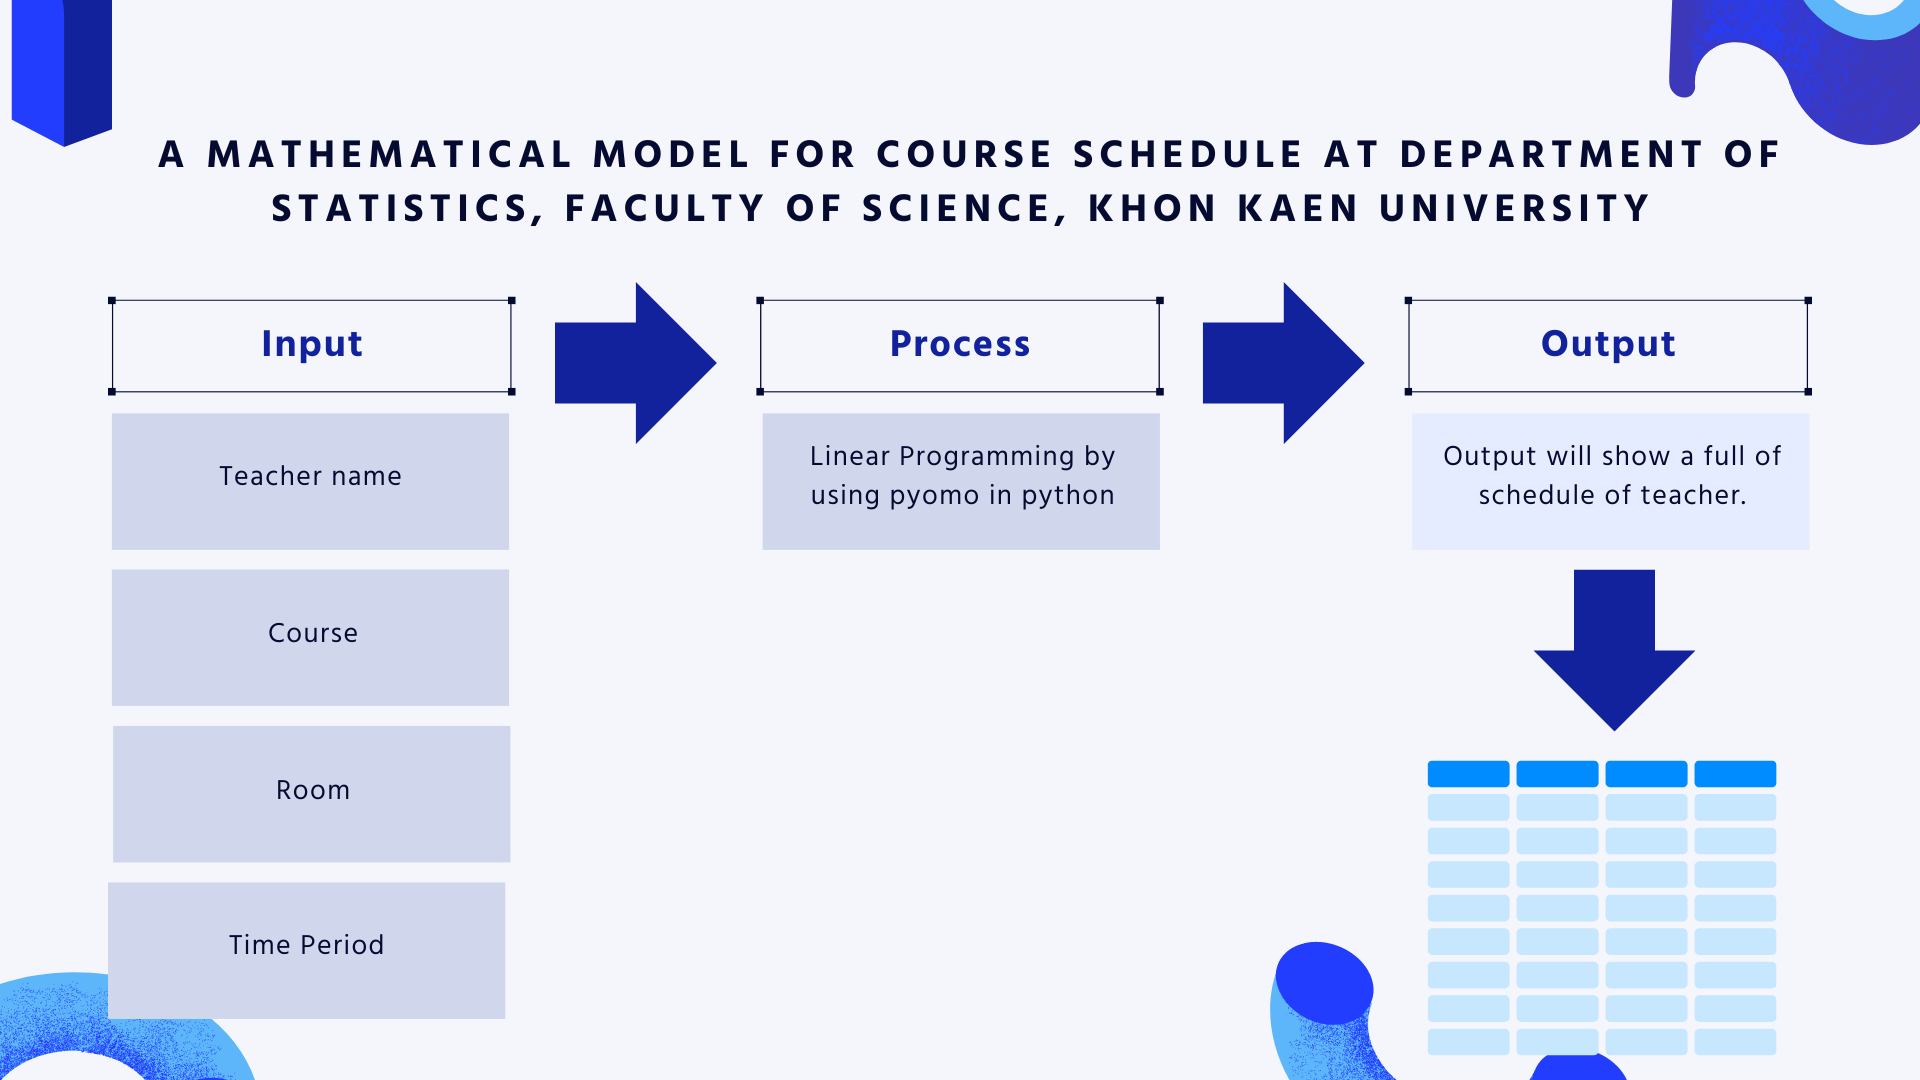 A MATHEMATICAL MODEL FOR COURSE SCHEDULE AT DEPARTMENT OF
STATISTICS, FACULTY OF SCIENCE, KHON KAEN UNIVERSITY
Input
Teacher name
Course
Room
Time Period
Process
Linear Programming by
using pyomo in python
Output
Output will show a full of
schedule of teacher.